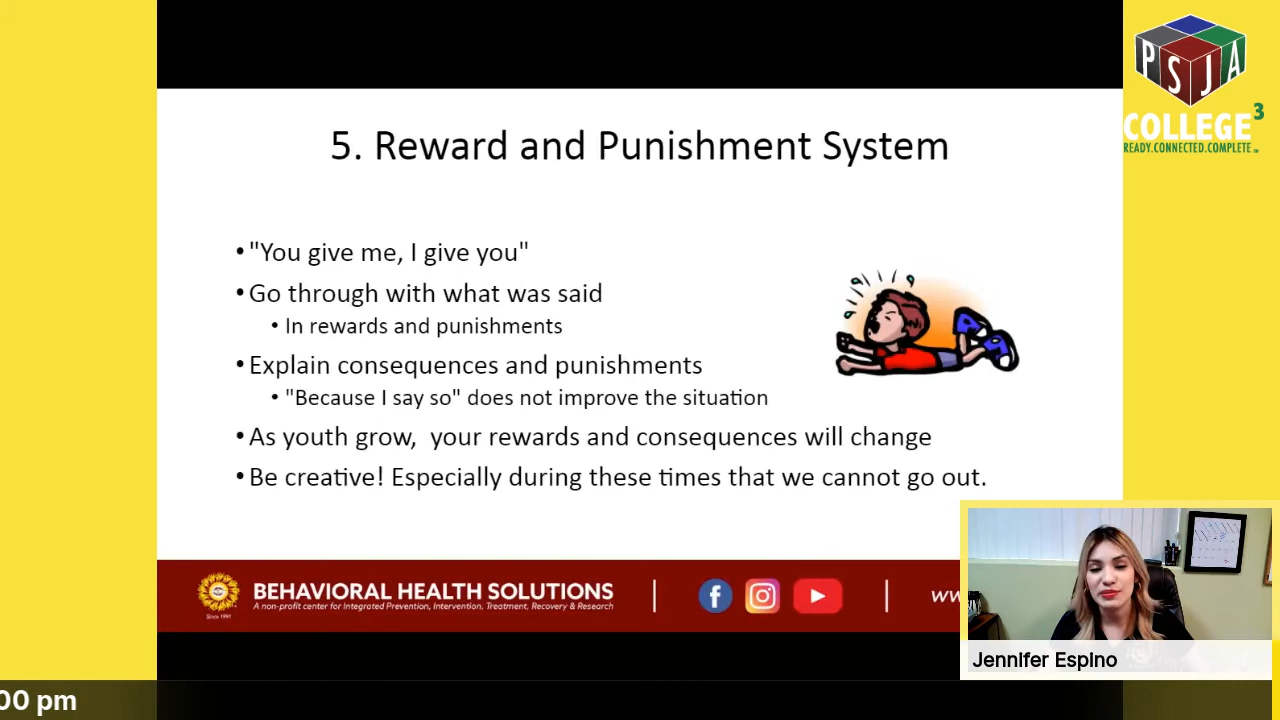 5. Reward and Punishment System
•"You give me, I give you"
•Go through with what was said
•In rewards and punishments
•Explain consequences and punishments
•"Because I say so" does not improve the situation
•As youth grow,  your rewards and consequences will change
•Be creative! Especially during these times that we cannot go out.
PSJA
COLLEGE³
READY.CONNECTED.COMPLETE
BEHAVIORAL HEALTH SOLUTIONS
A non-profit center for Integrated Prevention, Intervention, Treatment, Recovery & Research
Since 1991
ww
Jennifer Espino
00 pm